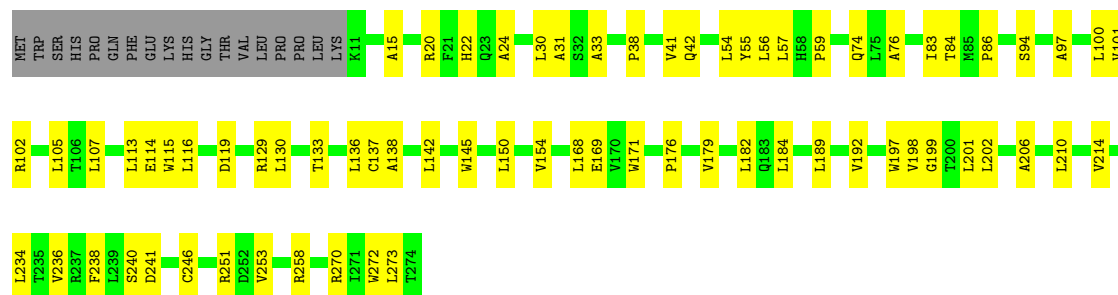 MET TRP SER HIS PRO GLN PHE GLU LYS HIS GLY THR VAL LEU PRO PRO LEU LYS K11 A15 R20 F21 H22 Q23 A24 L30 A31 S32 A33 P38 V41 Q42 L54 Y55 L56 L57 H58 P59 Q74 L75 A76 I83 T84 M85 P86 S94 A97 L100 V101
R102 L105 T106 L107 L113 E114 W115 L116 D119 R129 L130 T133 L136 C137 A138 L142 W145 L150 V154 L168 E169 V170 W171 P176 V179 L182 Q183 L184 L189 V192 W197 V198 G199 T200 L201 L202 A206 L210 V214
L234 T235 V236 R237 F238 L239 S240 D241 C246 R251 D252 V253 R258 R270 I271 W272 L273 T274